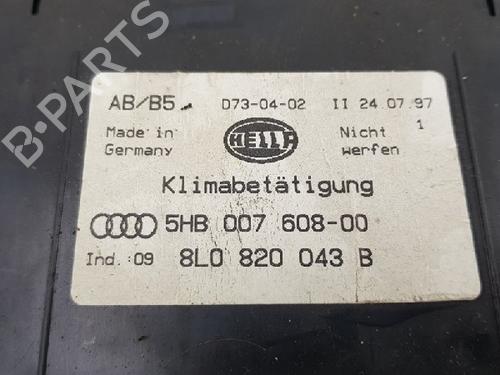 AB/B5 D73-04-02 II 24.07.97
Made in Germany
HELLA
Nicht 1
werfen
Klimabetätigung
5HB 007 608-00
Ind.:09 8L0 820 043 B
B-Parts